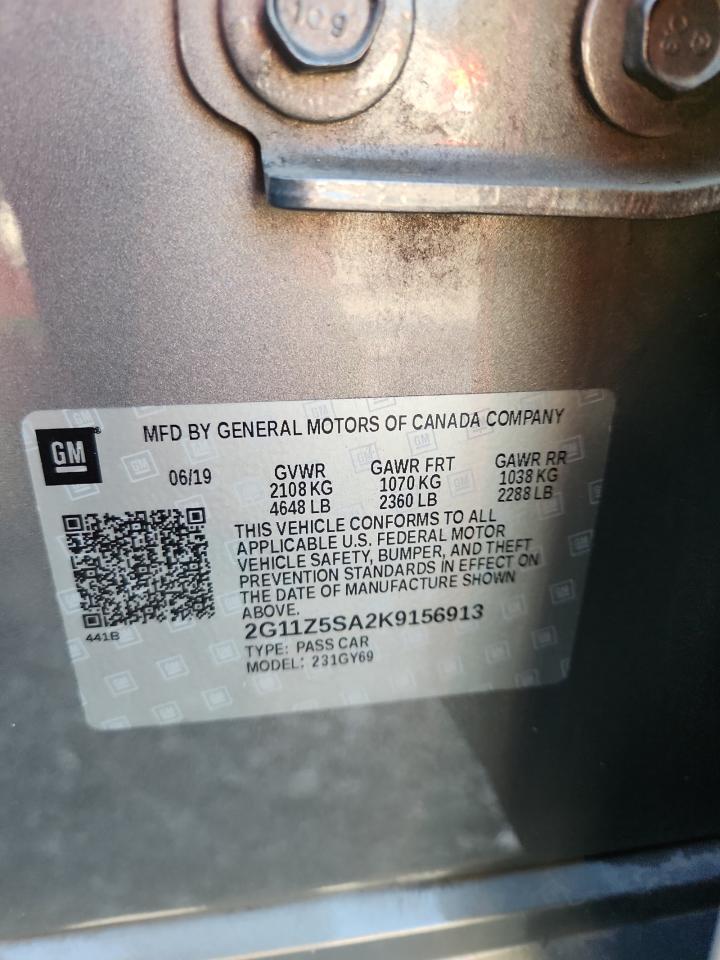 109
GM
MFD BY GENERAL MOTORS OF CANADA COMPANY
06/19
GVWR
2108 KG
4648 LB
GAWR FRT
1070 KG
2360 LB
GAWR RR
1038 KG
2288 LB
THIS VEHICLE CONFORMS TO ALL
APPLICABLE U.S. FEDERAL MOTOR
VEHICLE SAFETY, BUMPER, AND THEFT
PREVENTION STANDARDS IN EFFECT ON
THE DATE OF MANUFACTURE SHOWN
ABOVE.
441B
2G11Z5SA2K9156913
TYPE: PASS CAR
MODEL: 231GY69